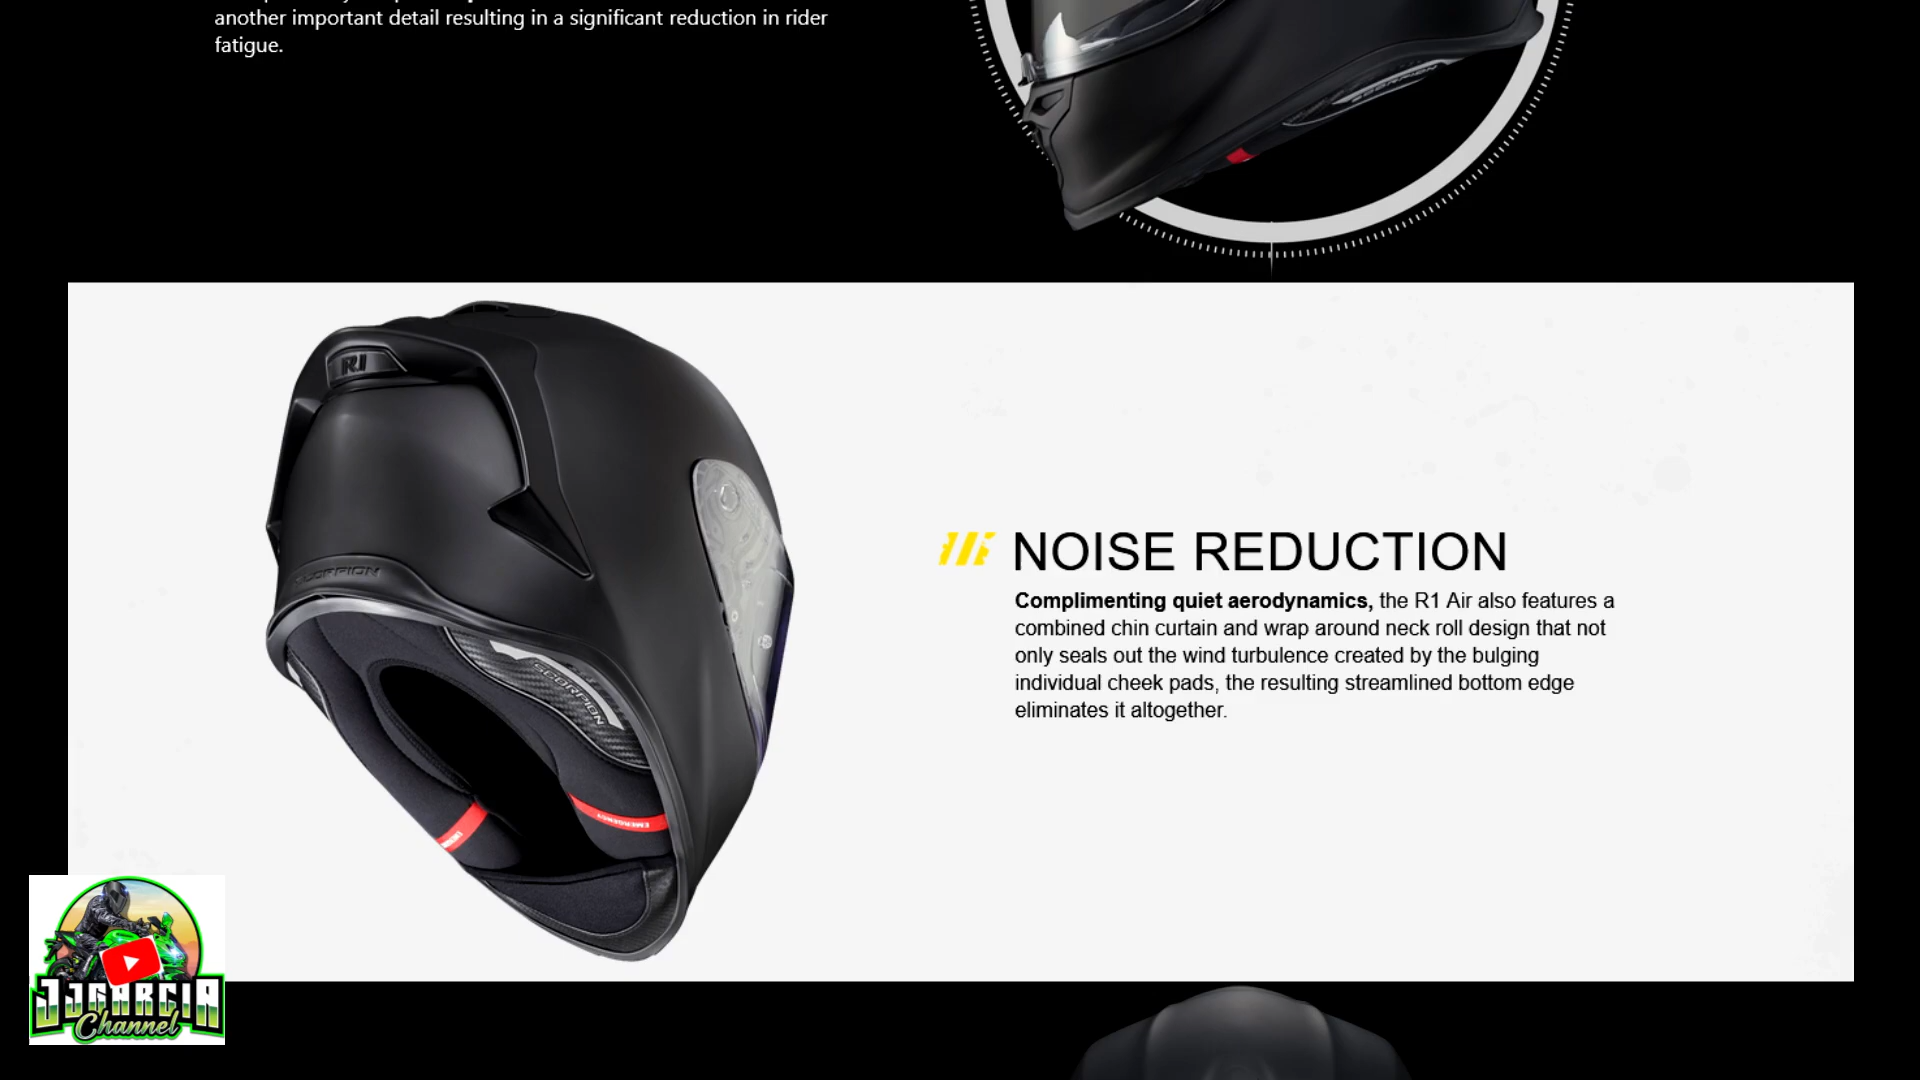 another important detail resulting in a significant reduction in rider
fatigue.
SCORPION
R1
SCORPION
SCORPION
EMERGENCY
NOISE REDUCTION
Complimenting quiet aerodynamics, the R1 Air also features a
combined chin curtain and wrap around neck roll design that not
only seals out the wind turbulence created by the bulging
individual cheek pads, the resulting streamlined bottom edge
eliminates it altogether.
JJGARCIA
Channel